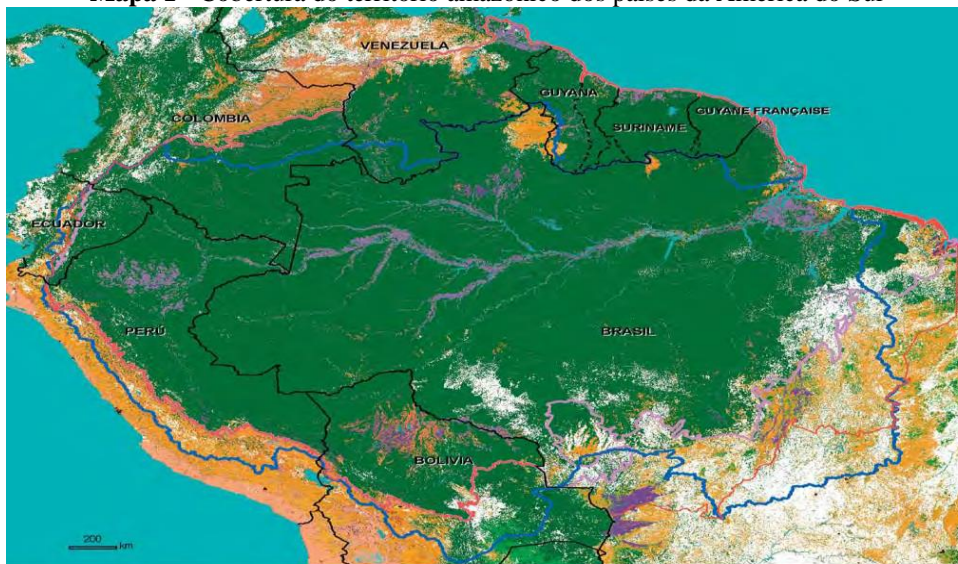 Mapa 1 - Cobertura do território amazônico dos países da América do Sul
VENEZUELA
GUYANA
COLOMBIA
GUYANE FRANÇAISE
SURINAME
ECUADOR
PERÚ
BRASIL
BOLIVIA
200
km